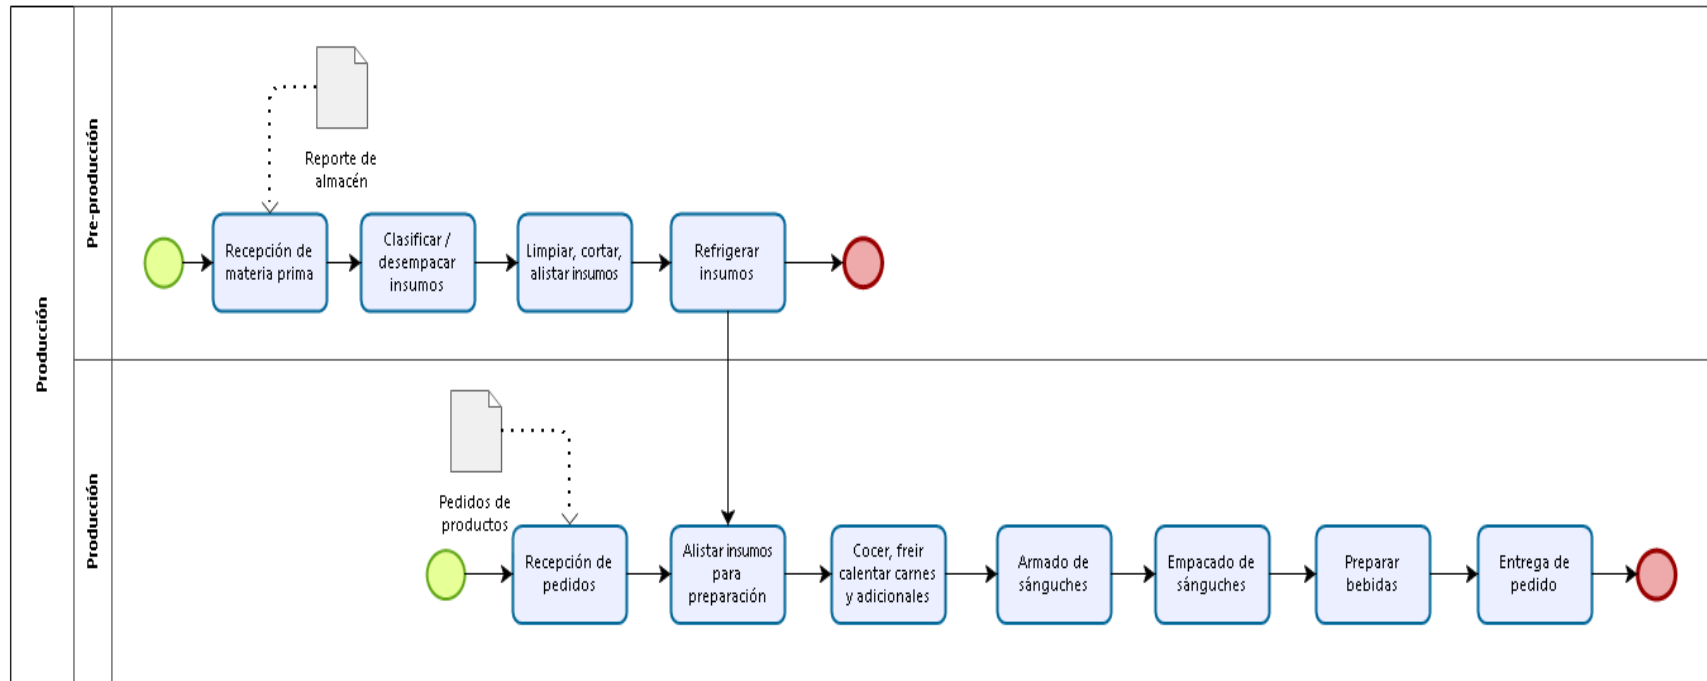 Producción
Pre-producción
Reporte de
almacén
Recepción de
materia prima
Clasificar /
desempacar
insumos
Limpiar, cortar,
alistar insumos
Refrigerar
insumos
Producción
Pedidos de
productos
Recepción de
pedidos
Alistar insumos
para
preparación
Cocer, freir
calentar carnes
y adicionales
Armado de
sánguches
Empacado de
sánguches
Preparar
bebidas
Entrega de
pedido